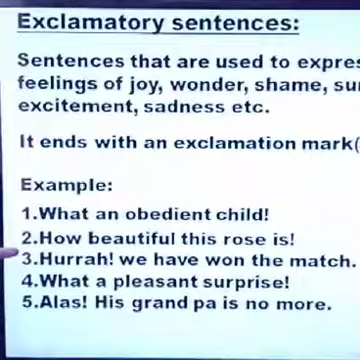 Exclamatory sentences:
Sentences that are used to
feelings of joy, wonder, shame,
excitement, sadness etc.
It ends with an exclamation mark(
Example:
1.What an obedient child!
2.How beautiful this rose is!
3.Hurrah! we have won the match.
4.What a pleasant surprise!
5.Alas! His grand pa is no more.